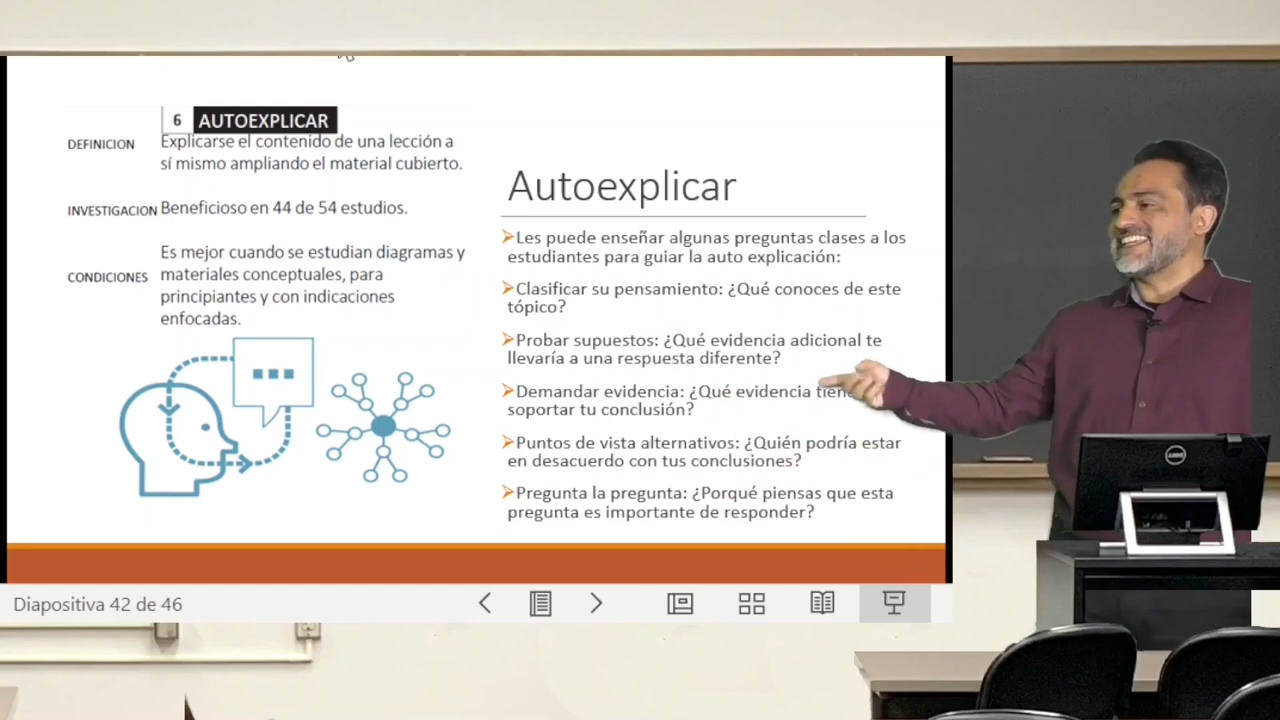 6 AUTOEXPLICAR
DEFINICION
Explicarse el contenido de una lección a
sí mismo ampliando el material cubierto.
INVESTIGACION
Beneficioso en 44 de 54 estudios.
CONDICIONES
Es mejor cuando se estudian diagramas y
materiales conceptuales, para
principiantes y con indicaciones
enfocadas.
Autoexplicar
Les puede enseñar algunas preguntas clases a los
estudiantes para guiar la auto explicación:
Clasificar su pensamiento: ¿Qué conoces de este
tópico?
Probar supuestos: ¿Qué evidencia adicional te
llevaría a una respuesta diferente?
Demandar evidencia: ¿Qué evidencia
soportar tu conclusión?
Puntos de vista alternativos: ¿Quién podría estar
en desacuerdo con tus conclusiones?
Pregunta la pregunta: ¿Porqué piensas que esta
pregunta es importante de responder?
Diapositiva 42 de 46
DELL